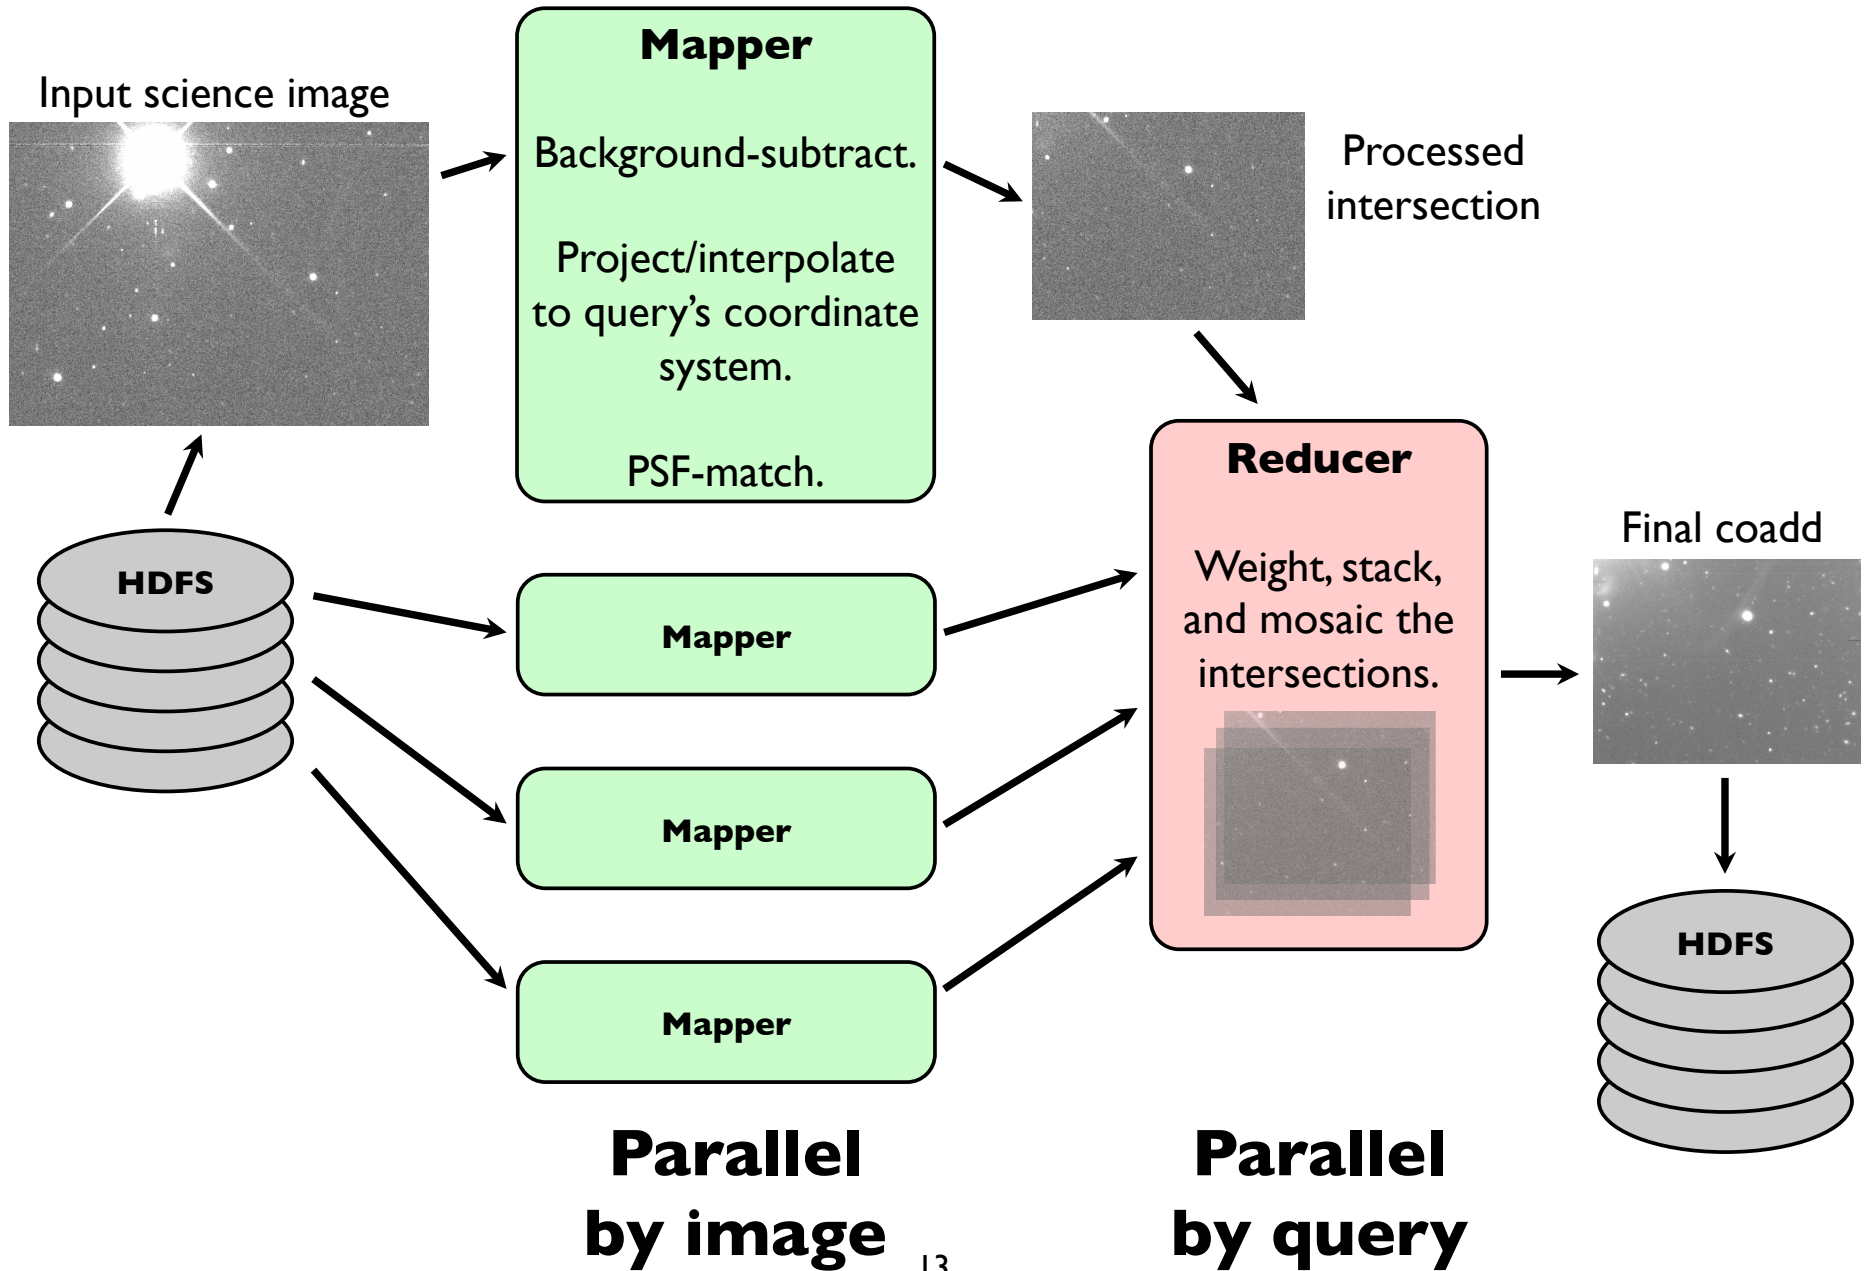 Input science image
Mapper
Background-subtract.
Project/interpolate
to query’s coordinate
system.
PSF-match.
Processed
intersection
HDFS
Mapper
Mapper
Mapper
Reducer
Weight, stack,
and mosaic the
intersections.
Final coadd
HDFS
Parallel
by image
Parallel
by query
13